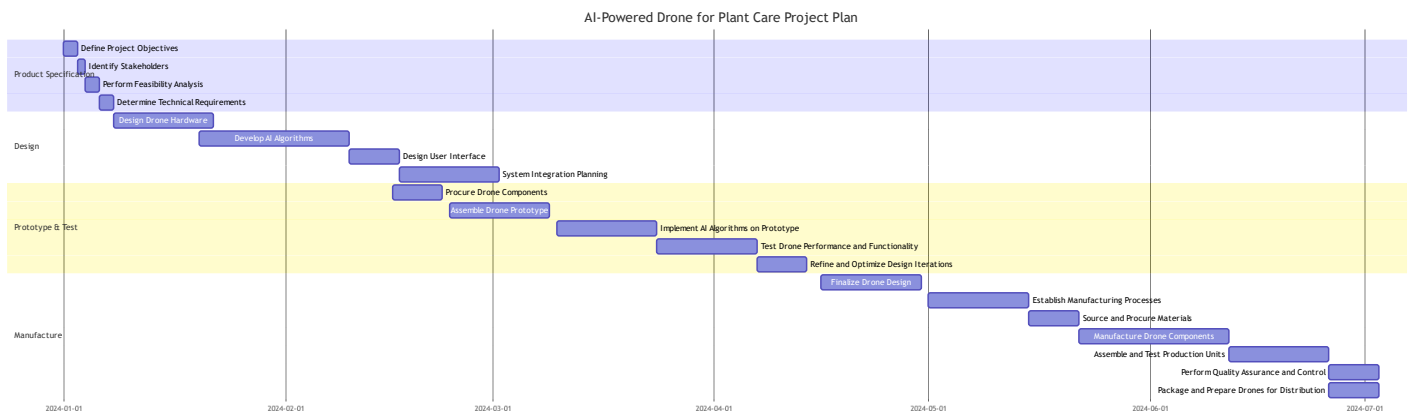 AI-Powered Drone for Plant Care Project Plan
Define Project Objectives
Identify Stakeholders
Product Specification
Perform Feasibility Analysis
Determine Technical Requirements
Design Drone Hardware
Develop AI Algorithms
Design
Design User Interface
System Integration Planning
Procure Drone Components
Assemble Drone Prototype
Prototype & Test
Implement AI Algorithms on Prototype
Test Drone Performance and Functionality
Refine and Optimize Design Iterations
Finalize Drone Design
Establish Manufacturing Processes
Source and Procure Materials
Manufacture
Manufacture Drone Components
Assemble and Test Production Units
Perform Quality Assurance and Control
Package and Prepare Drones for Distribution
2024-01-01 2024-02-01 2024-03-01 2024-04-01 2024-05-01 2024-06-01 2024-07-01